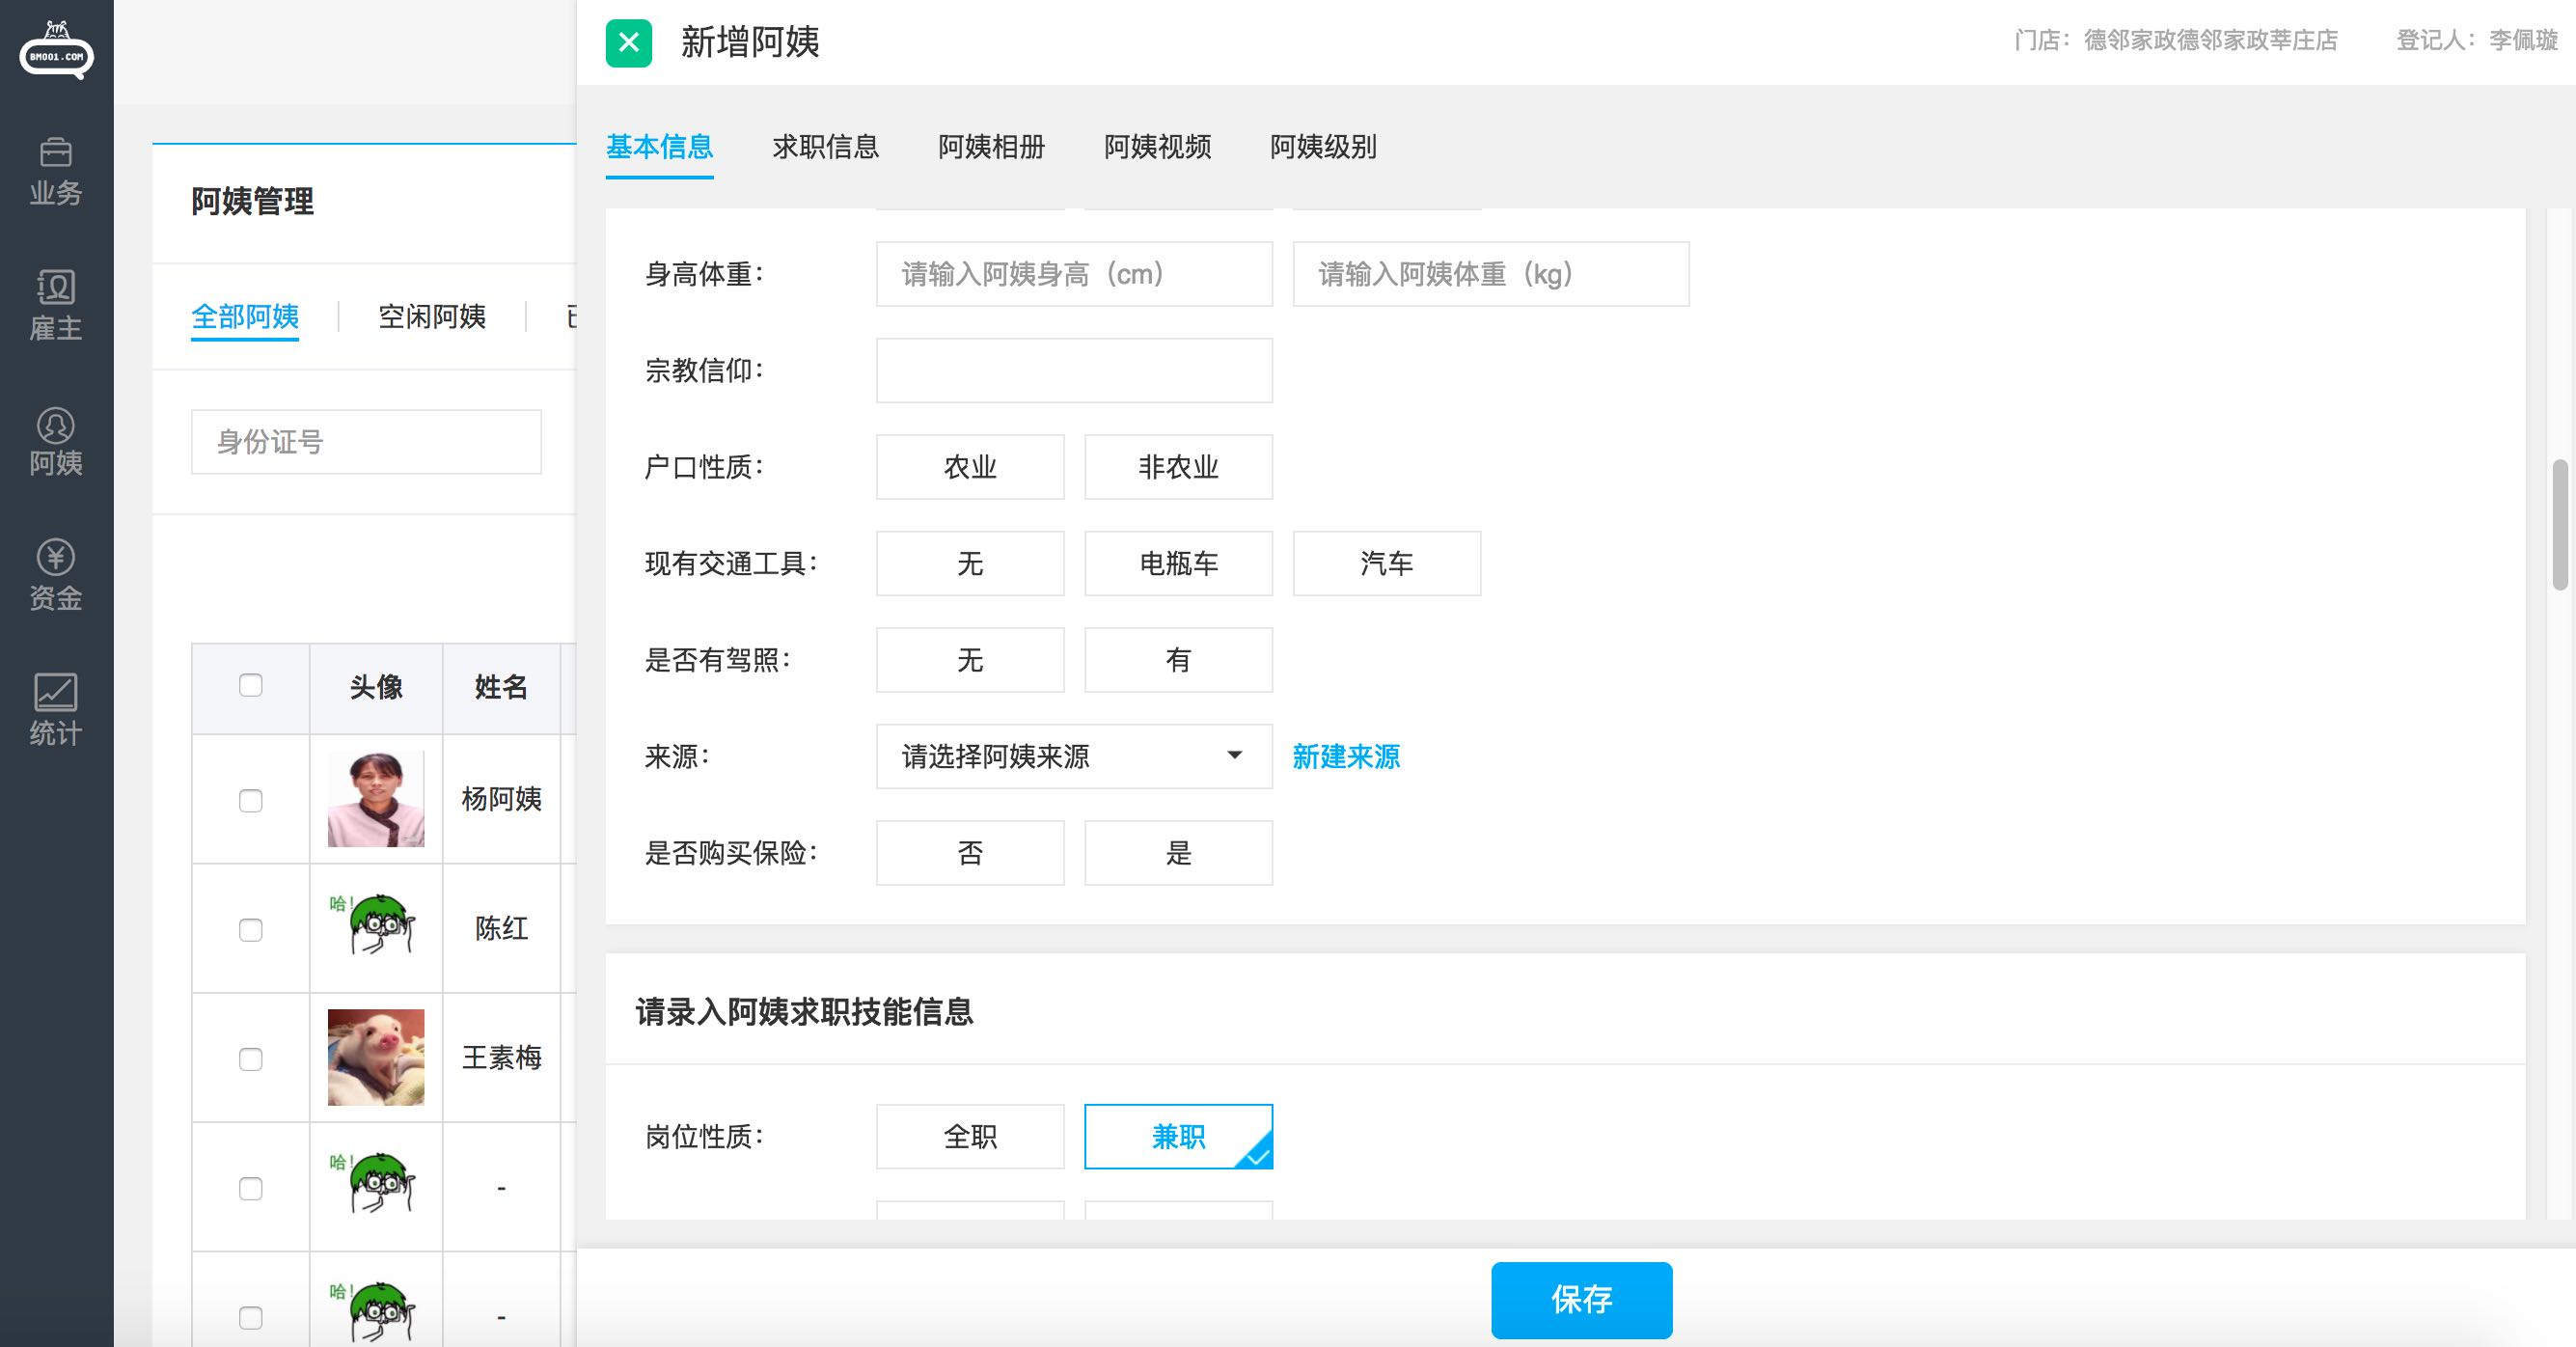 BM001.COM
业务
雇主
阿姨
资金
统计
阿姨管理
全部阿姨
空闲阿姨
身份证号
头像 姓名
杨阿姨
哈! 陈红
王素梅
哈! -
哈! -
新增阿姨
门店：德邻家政德邻家政莘庄店 登记人：李佩璇
基本信息 求职信息 阿姨相册 阿姨视频 阿姨级别
身高体重： 请输入阿姨身高（cm） 请输入阿姨体重（kg）
宗教信仰：
户口性质： 农业 非农业
现有交通工具： 无 电瓶车 汽车
是否有驾照： 无 有
来源： 请选择阿姨来源 新建来源
是否购买保险： 否 是
请录入阿姨求职技能信息
岗位性质： 全职 兼职
保存